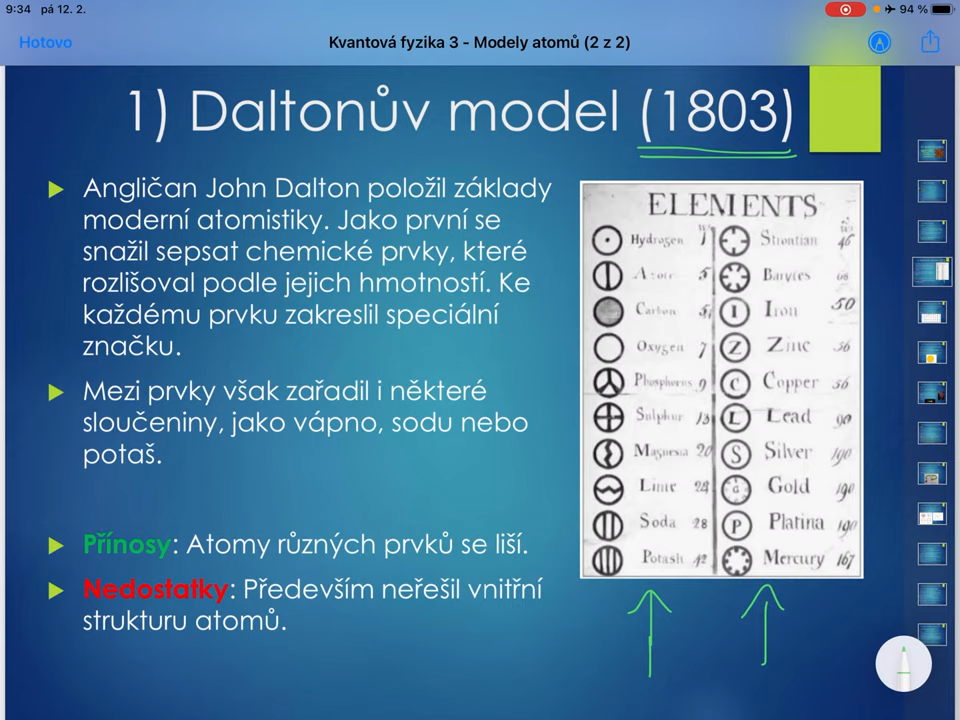 9:34 pá 12. 2.
94 %
Hotovo
Kvantová fyzika 3 - Modely atomů (2 z 2)
1) Daltonův model (1803)
Angličan John Dalton položil základy
moderní atomistiky. Jako první se
snažil sepsat chemické prvky, které
rozlišoval podle jejich hmotností. Ke
každému prvku zakreslil speciální
značku.
Mezi prvky však zařadil i některé
sloučeniny, jako vápno, sodu nebo
potaš.
Přínosy: Atomy různých prvků se liší.
Nedostatky: Především neřešil vnitřní
strukturu atomů.
ELEMENTS
Hydrogen 1
Azote 5
Carbon 5
Oxygen 7
Phosphorus 9
Sulphur 13
Magnesia 20
Lime
Soda 28
Potash 42
Strontian 46
Barytes 68
I Iron 50
Z Zinc 56
C Copper 56
L Lead 90
S Silver 190
G Gold 190
P Platina 190
Mercury 167